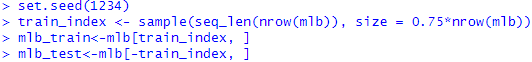 > set.seed(1234)
> train_index <- sample(seq_len(nrow(mlb)), size = 0.75*nrow(mlb))
> mlb_train<-mlb[train_index, ]
> mlb_test<-mlb[-train_index, ]